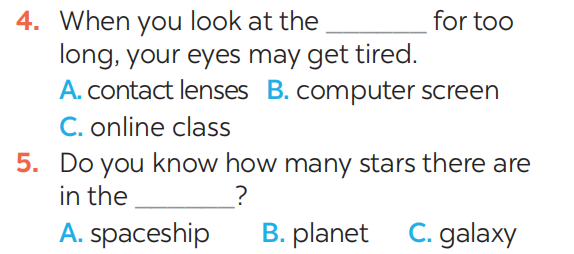 4. When you look at the ________ for too
long, your eyes may get tired.
A. contact lenses B. computer screen
C. online class
5. Do you know how many stars there are
in the ________?
A. spaceship B. planet C. galaxy